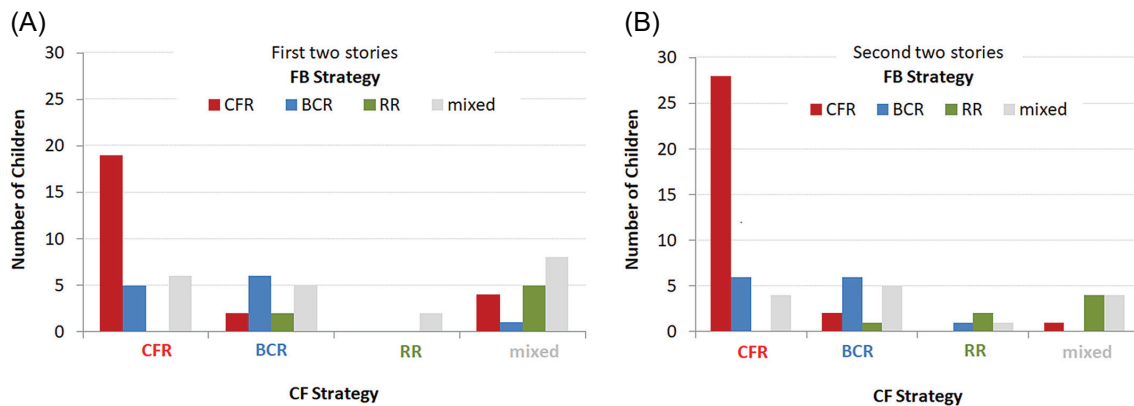 (A)
First two stories
FB Strategy
CFR BCR RR mixed
30
25
20
15
10
5
0
Number of Children
CFR BCR RR mixed
CF Strategy
(B)
Second two stories
FB Strategy
CFR BCR RR mixed
30
25
20
15
10
5
0
Number of Children
CFR BCR RR mixed
CF Strategy